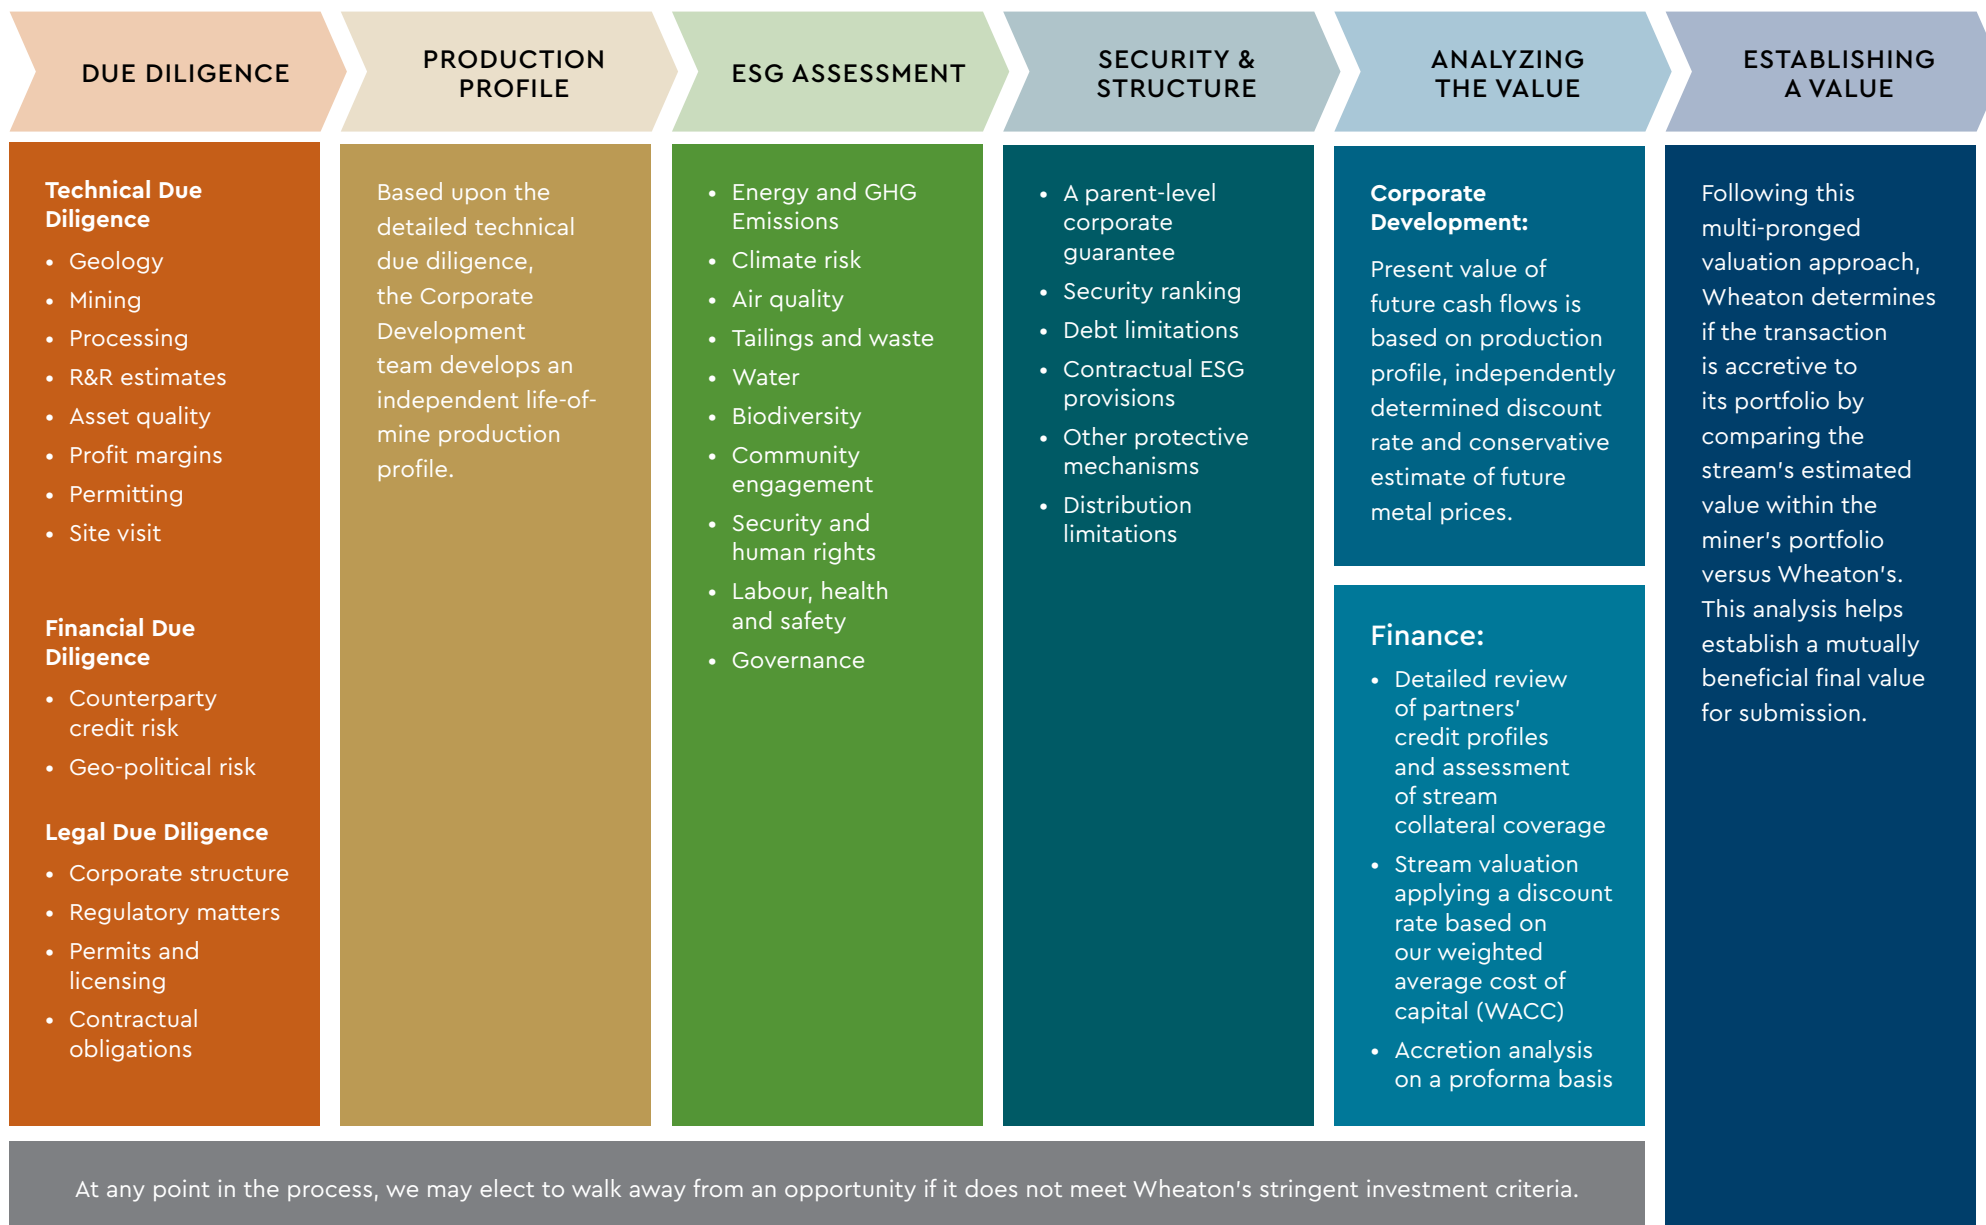 DUE DILIGENCE
PRODUCTION
PROFILE
ESG ASSESSMENT
SECURITY &
STRUCTURE
ANALYZING
THE VALUE
ESTABLISHING
A VALUE
Technical Due
Diligence
• Geology
• Mining
• Processing
• R&R estimates
• Asset quality
• Profit margins
• Permitting
• Site visit
Financial Due
Diligence
• Counterparty
credit risk
• Geo-political risk
Legal Due Diligence
• Corporate structure
• Regulatory matters
• Permits and
licensing
• Contractual
obligations
Based upon the
detailed technical
due diligence,
the Corporate
Development
team develops an
independent life-of-
mine production
profile.
• Energy and GHG
Emissions
• Climate risk
• Air quality
• Tailings and waste
• Water
• Biodiversity
• Community
engagement
• Security and
human rights
• Labour, health
and safety
• Governance
• A parent-level
corporate
guarantee
• Security ranking
• Debt limitations
• Contractual ESG
provisions
• Other protective
mechanisms
• Distribution
limitations
Corporate
Development:
Present value of
future cash flows is
based on production
profile, independently
determined discount
rate and conservative
estimate of future
metal prices.
Finance:
• Detailed review
of partners'
credit profiles
and assessment
of stream
collateral coverage
• Stream valuation
applying a discount
rate based on
our weighted
average cost of
capital (WACC)
• Accretion analysis
on a proforma basis
Following this
multi-pronged
valuation approach,
Wheaton determines
if the transaction
is accretive to
its portfolio by
comparing the
stream's estimated
value within the
miner's portfolio
versus Wheaton's.
This analysis helps
establish a mutually
beneficial final value
for submission.
At any point in the process, we may elect to walk away from an opportunity if it does not meet Wheaton's stringent investment criteria.